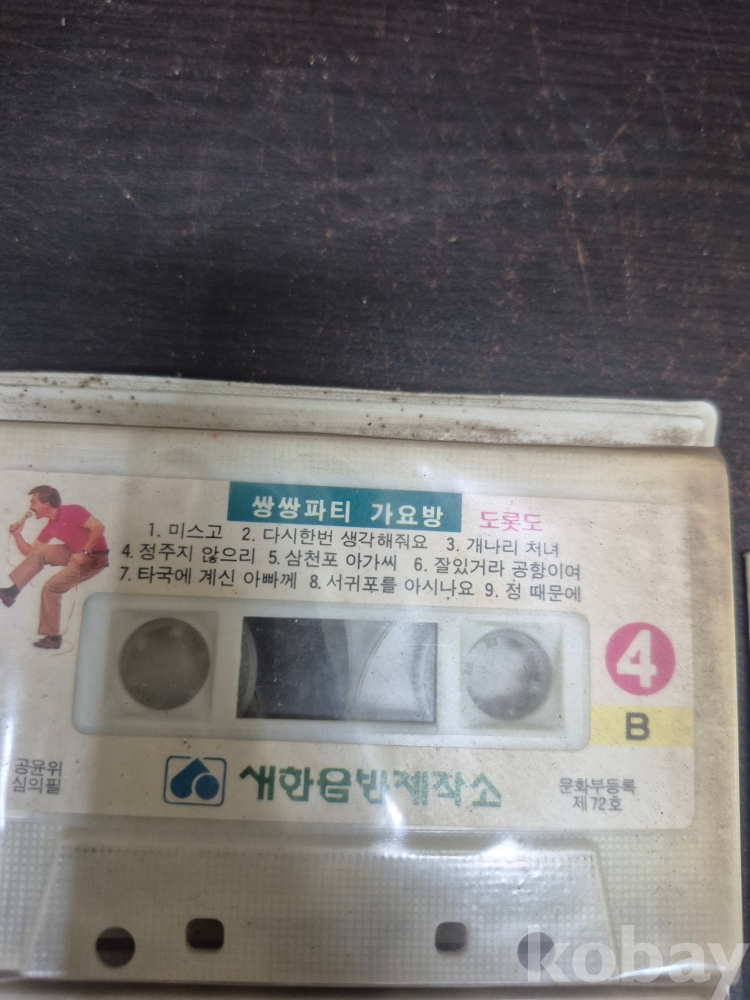 쌍쌍파티 가요방 도롯도
1. 미스고 2. 다시한번 생각해줘요 3. 개나리 처녀
4. 정주지 않으리 5. 삼천포 아가씨 6. 잘있거라 공항이여
7. 타국에 계신 아빠께 8. 서귀포를 아시나요 9. 정 때문에
4
B
공윤위
심의필
새한음반제작소
문화부등록
제72호
kobay